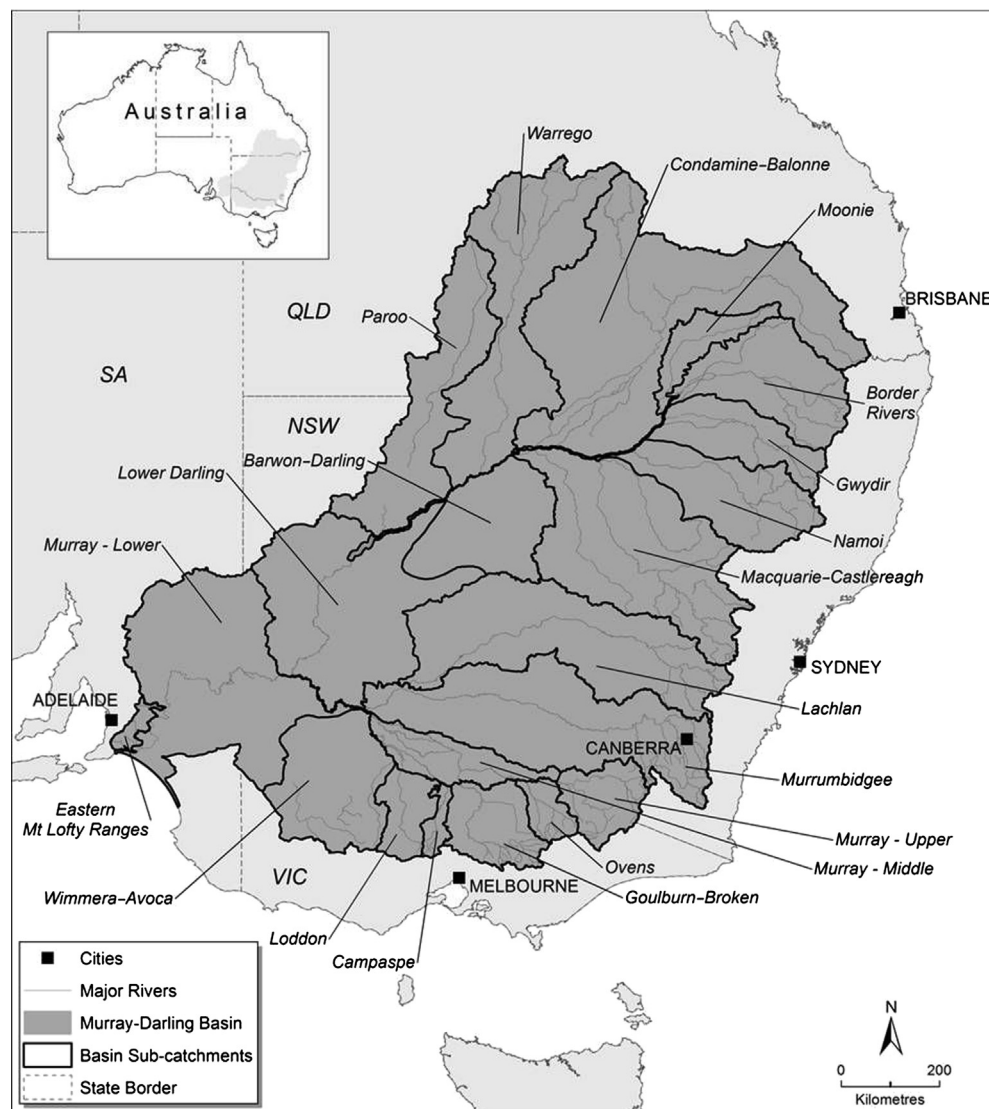 Australia
Warrego
Condamine-Balonne
Moonie
BRISBANE
QLD
Paroo
SA
Border
Rivers
NSW
Barwon-Darling
Lower Darling
Gwydir
Namoi
Murray - Lower
Macquarie-Castlereagh
SYDNEY
ADELAIDE
Lachlan
CANBERRA
Murrumbidgee
Eastern
Mt Lofty Ranges
Murray - Upper
Ovens
Murray - Middle
VIC
MELBOURNE
Wimmera-Avoca
Goulburn-Broken
Loddon
Campaspe
Cities
Major Rivers
Murray-Darling Basin
Basin Sub-catchments
State Border
N
0 200
Kilometres